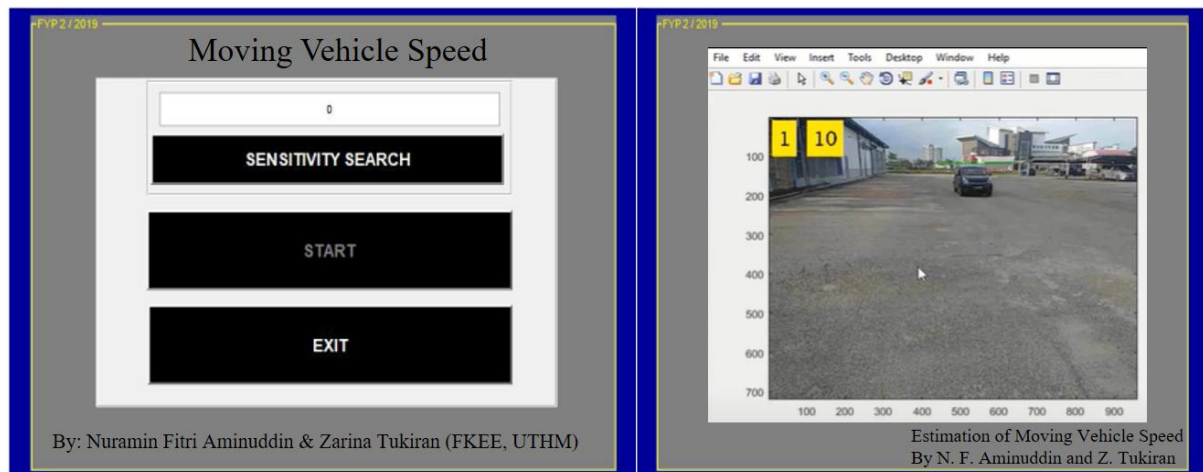 FYP 2 / 2019
Moving Vehicle Speed
0
SENSITIVITY SEARCH
START
EXIT
By: Nuramin Fitri Aminuddin & Zarina Tukiran (FKEE, UTHM)
FYP 2 / 2019
File Edit View Insert Tools Desktop Window Help
1 10
100
200
300
400
500
600
700
100 200 300 400 500 600 700 800 900
Estimation of Moving Vehicle Speed
By N. F. Aminuddin and Z. Tukiran